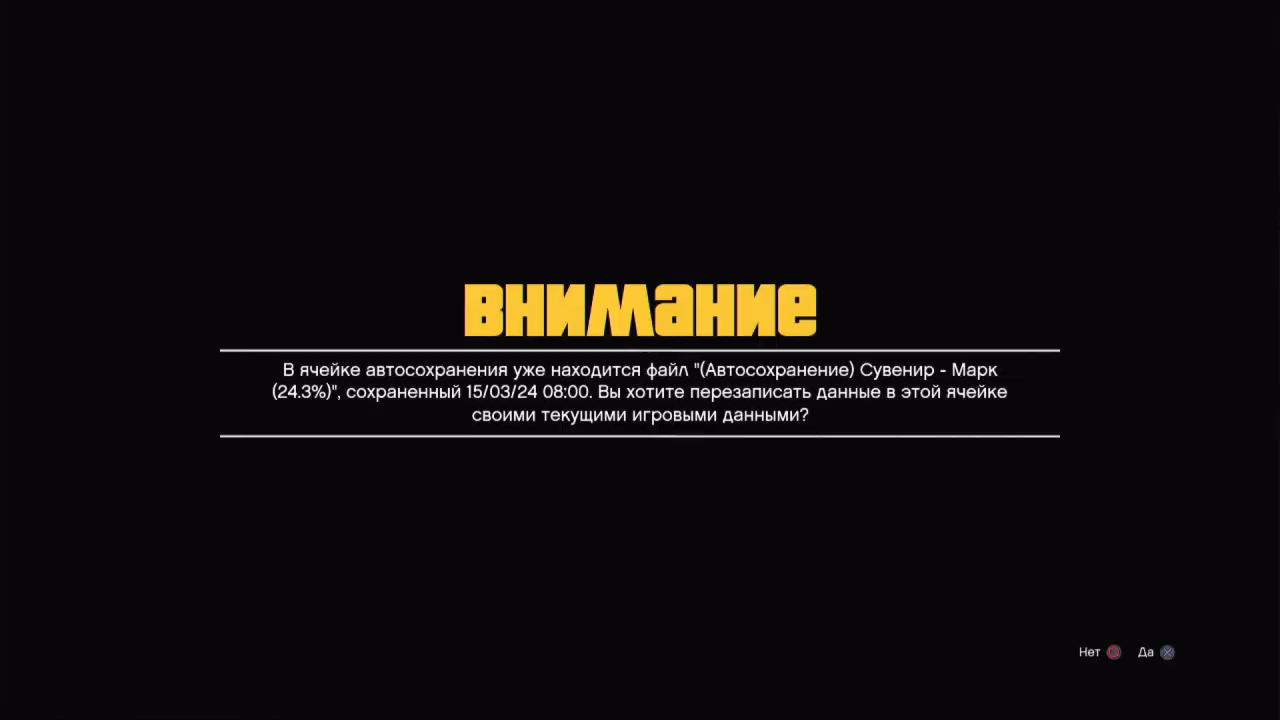 внимание
В ячейке автосохранения уже находится файл "(Автосохранение) Сувенир - Марк
(24.3%)", сохраненный 15/03/24 08:00. Вы хотите перезаписать данные в этой ячейке
своими текущими игровыми данными?
Нет Да